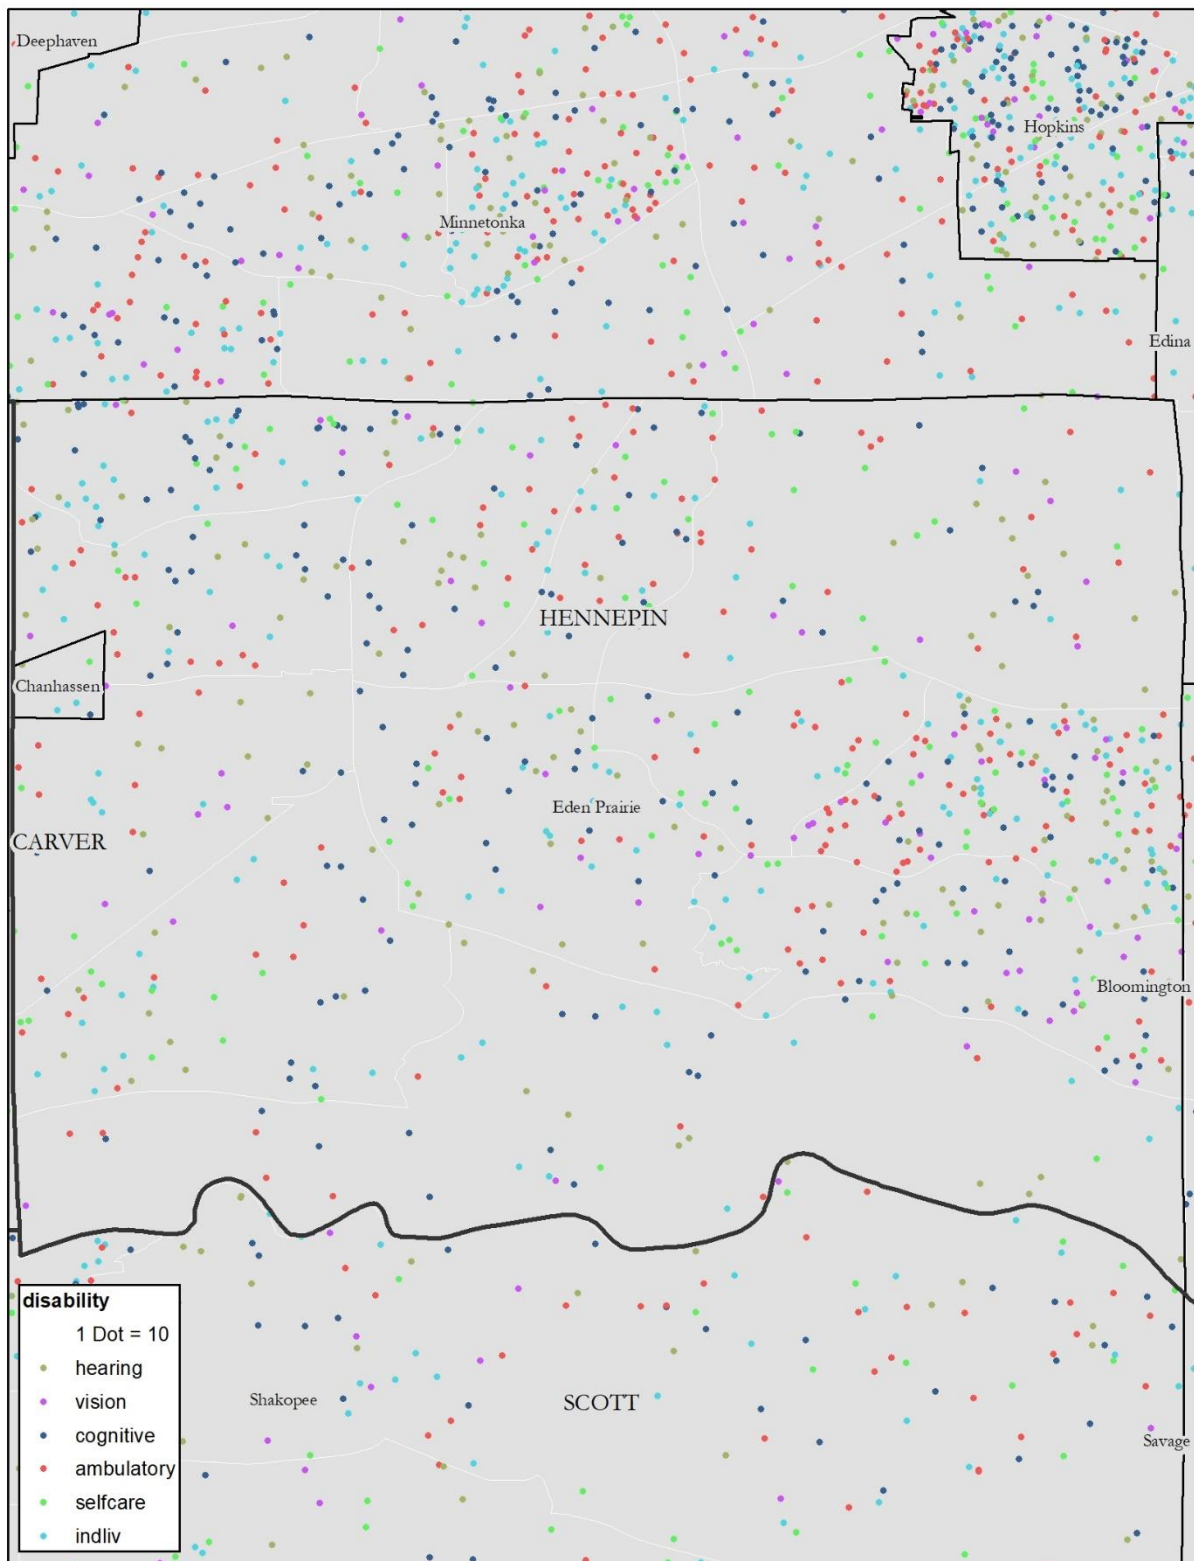 Deephaven
Hopkins
Minnetonka
Edina
HENNEPIN
Chanhassen
Eden Prairie
CARVER
Bloomington
disability
1 Dot = 10
hearing
vision
cognitive
ambulatory
selfcare
indliv
Shakopee
SCOTT
Savage